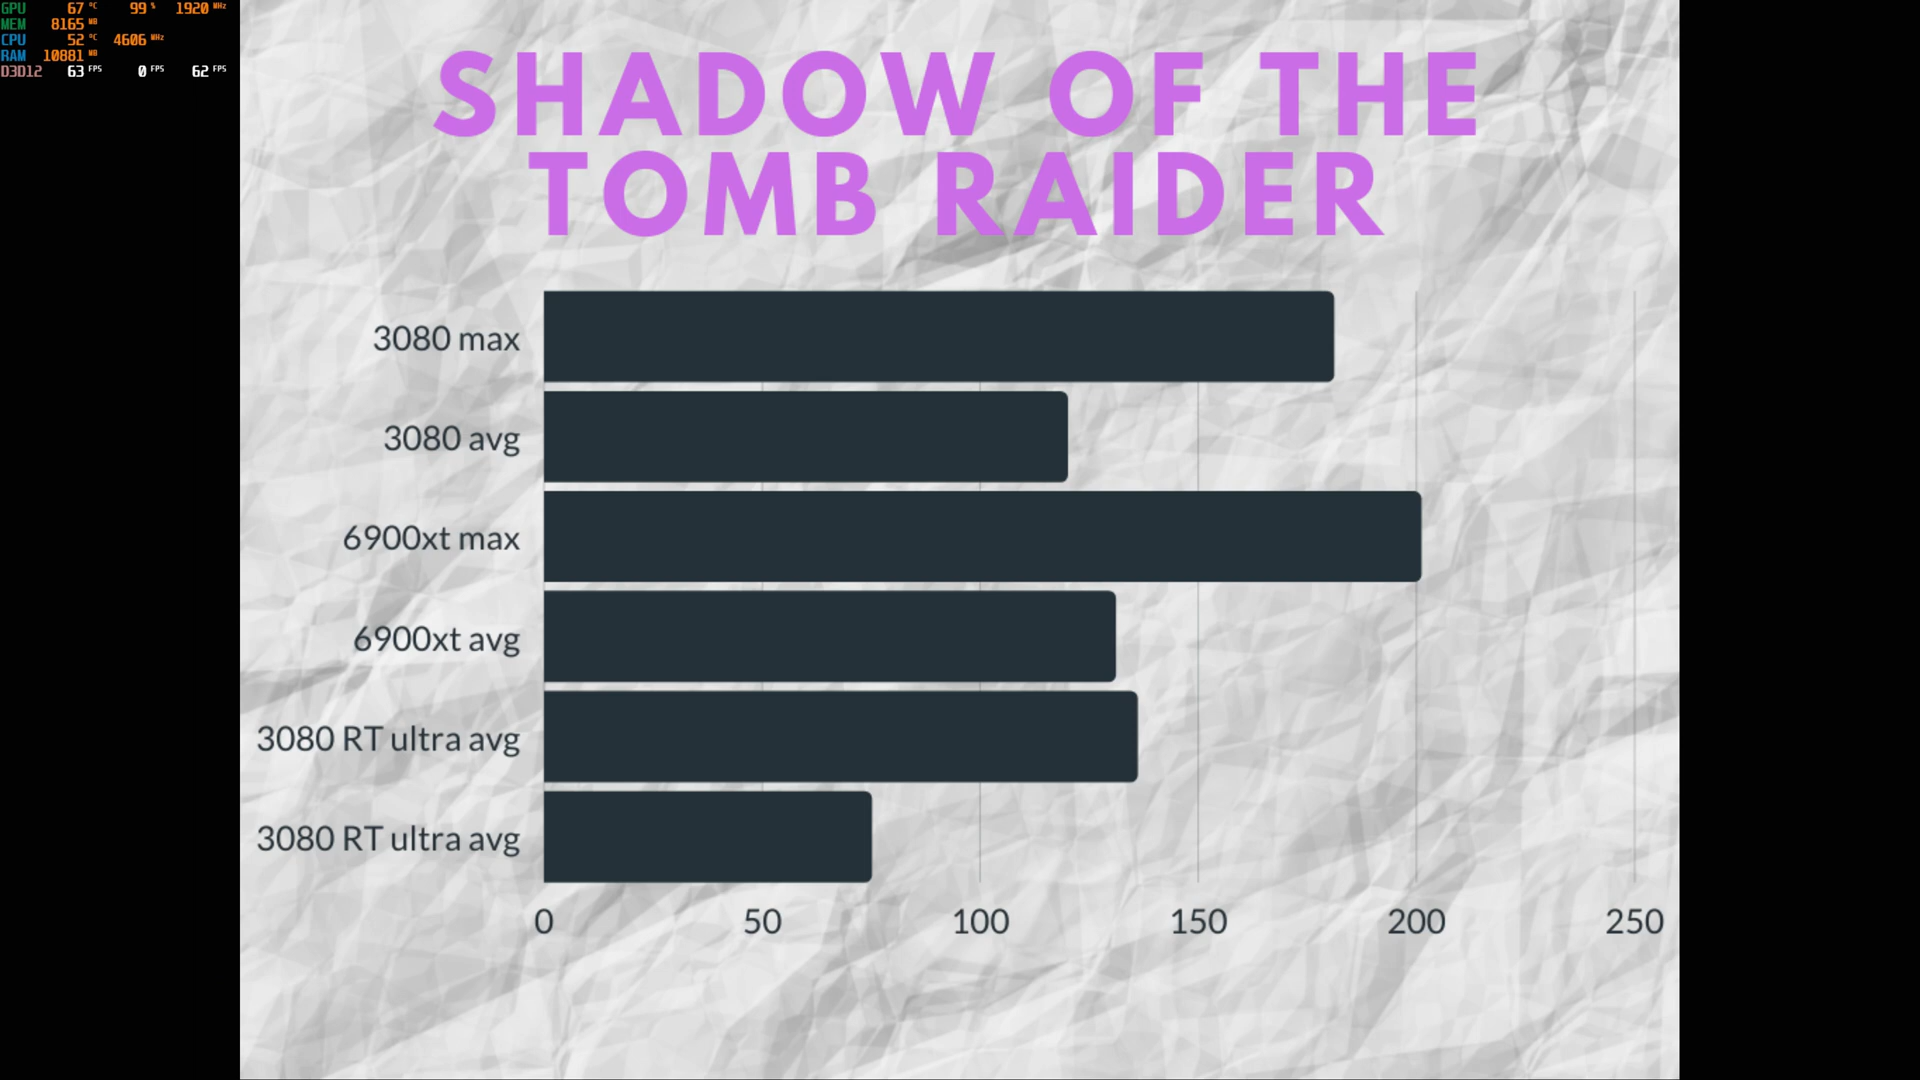 GPU 67 °C 99 % 1920 MHz
MEM 8165 MB
CPU 52 °C 4606 MHz
RAM 10881 MB
D3D12 63 FPS 0 FPS 62 FPS
SHADOW OF THE
TOMB RAIDER
3080 max
3080 avg
6900xt max
6900xt avg
3080 RT ultra avg
3080 RT ultra avg
0 50 100 150 200 250